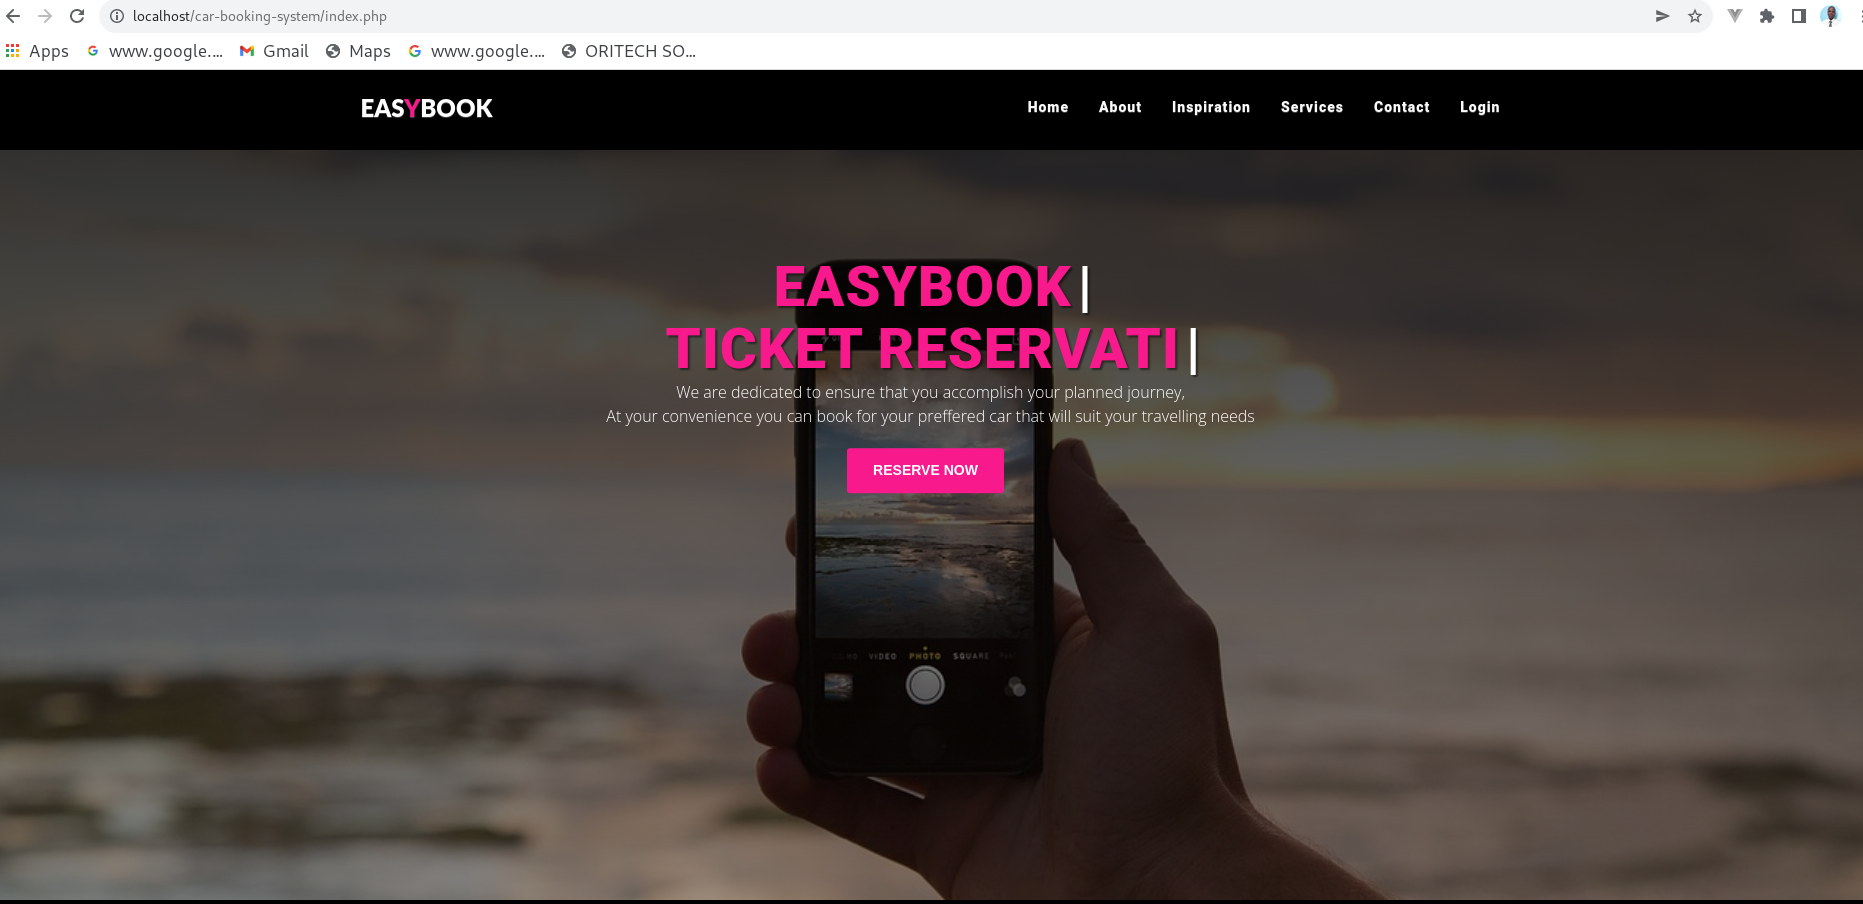 localhost/car-booking-system/index.php
Apps www.google.... Gmail Maps www.google.... ORITECH SO...
EASYBOOK Home About Inspiration Services Contact Login
EASYBOOK|
TICKET RESERVATI|
We are dedicated to ensure that you accomplish your planned journey,
At your convenience you can book for your preffered car that will suit your travelling needs
RESERVE NOW
VIDEO PHOTO SQUARE